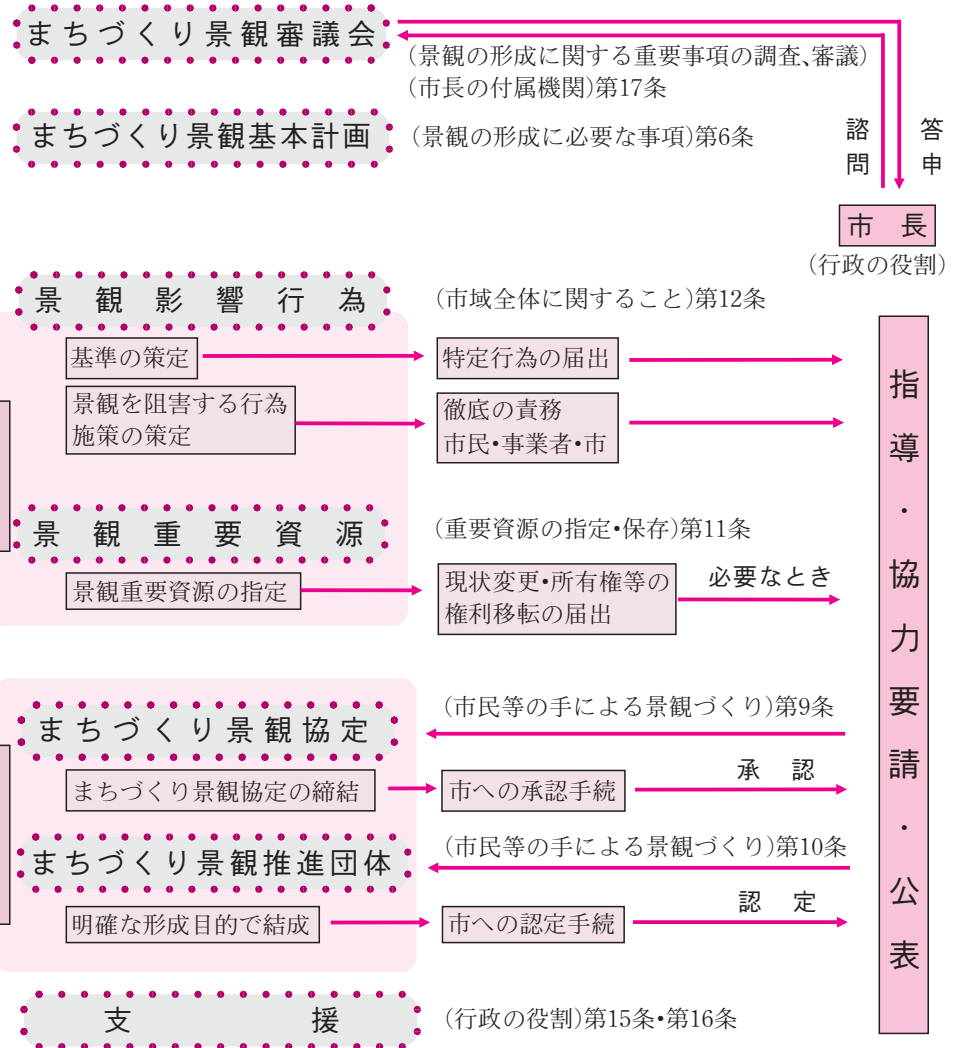 まちづくり景観審議会
(景観の形成に関する重要事項の調査、審議)
(市長の付属機関)第17条
まちづくり景観基本計画
(景観の形成に必要な事項)第6条
諮問
答申
市長
(行政の役割)
景観影響行為
(市域全体に関すること)第12条
基準の策定
特定行為の届出
景観を阻害する行為
施策の策定
徹底の責務
市民・事業者・市
景観重要資源
(重要資源の指定・保存)第11条
景観重要資源の指定
現状変更・所有権等の
権利移転の届出
必要なとき
指導・協力要請・公表
まちづくり景観協定
(市民等の手による景観づくり)第9条
まちづくり景観協定の締結
市への承認手続
承認
まちづくり景観推進団体
(市民等の手による景観づくり)第10条
明確な形成目的で結成
市への認定手続
認定
支援
(行政の役割)第15条・第16条